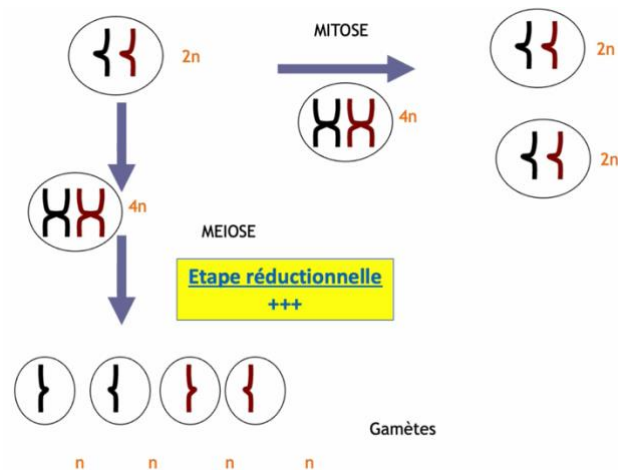 MITOSE
2n
2n
4n
2n
4n
MEIOSE
Etape réductionnelle
+++
Gamètes
n n n n